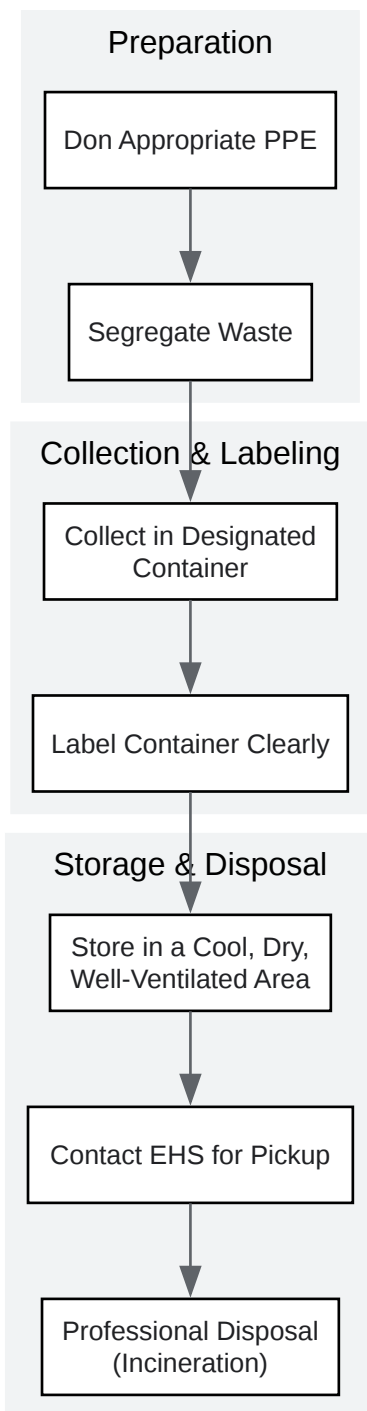 Preparation
Don Appropriate PPE
Segregate Waste
Collection & Labeling
Collect in Designated
Container
Label Container Clearly
Storage & Disposal
Store in a Cool, Dry,
Well-Ventilated Area
Contact EHS for Pickup
Professional Disposal
(Incineration)